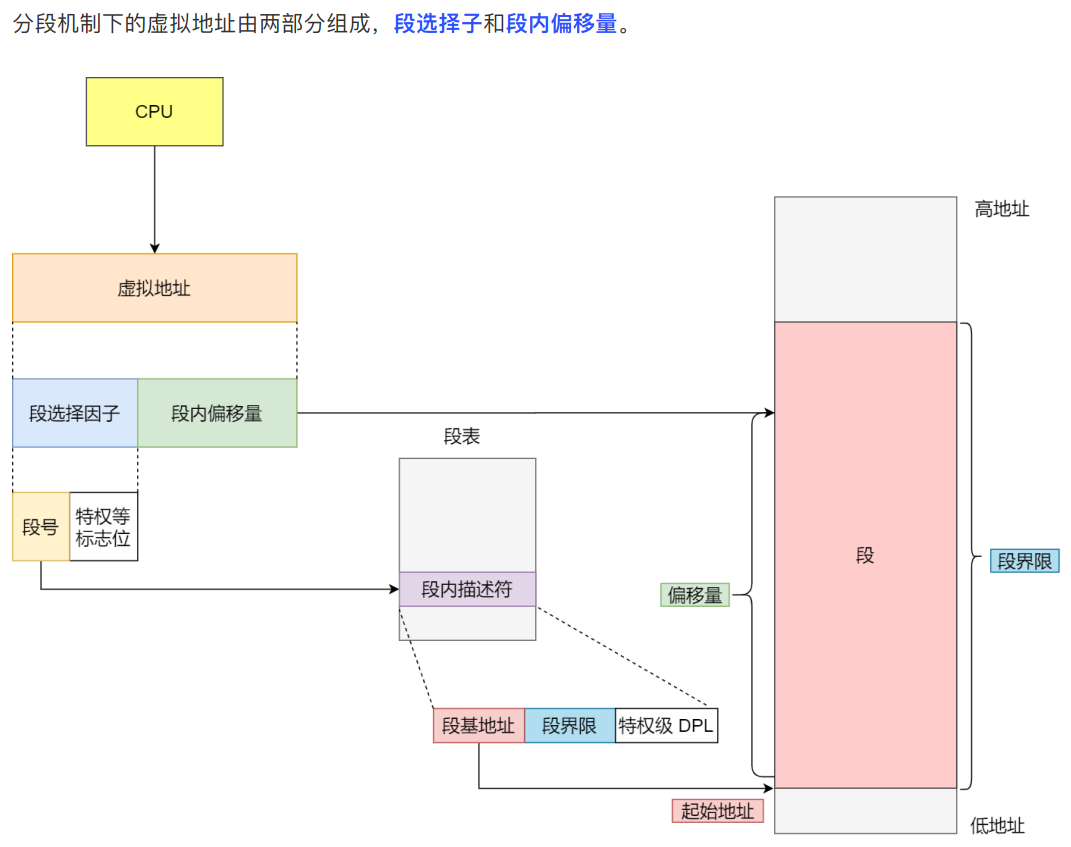 分段机制下的虚拟地址由两部分组成，段选择子和段内偏移量。
CPU
高地址
虚拟地址
段选择因子
段内偏移量
段表
段号
特权等
标志位
段
段界限
段内描述符
偏移量
段基地址
段界限
特权级 DPL
起始地址
低地址